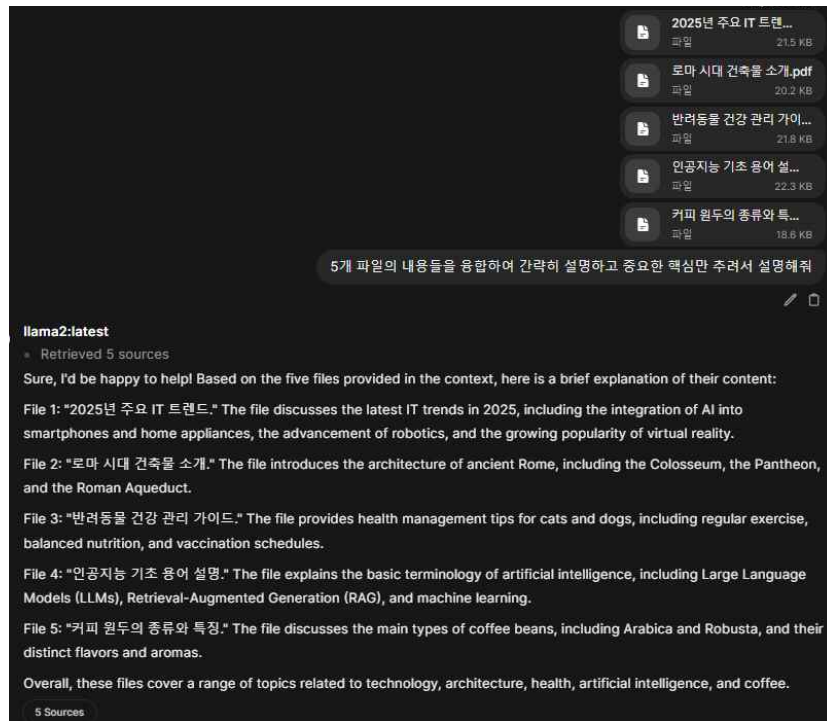 2025년 주요 IT 트렌...
파일 21.5 KB
로마 시대 건축물 소개.pdf
파일 20.2 KB
반려동물 건강 관리 가이...
파일 21.8 KB
인공지능 기초 용어 설...
파일 22.3 KB
커피 원두의 종류와 특...
파일 18.6 KB
5개 파일의 내용들을 융합하여 간략히 설명하고 중요한 핵심만 추려서 설명해줘
llama2:latest
Retrieved 5 sources
Sure, I'd be happy to help! Based on the five files provided in the context, here is a brief explanation of their content:
File 1: "2025년 주요 IT 트렌드." The file discusses the latest IT trends in 2025, including the integration of AI into
smartphones and home appliances, the advancement of robotics, and the growing popularity of virtual reality.
File 2: "로마 시대 건축물 소개." The file introduces the architecture of ancient Rome, including the Colosseum, the Pantheon,
and the Roman Aqueduct.
File 3: "반려동물 건강 관리 가이드." The file provides health management tips for cats and dogs, including regular exercise,
balanced nutrition, and vaccination schedules.
File 4: "인공지능 기초 용어 설명." The file explains the basic terminology of artificial intelligence, including Large Language
Models (LLMs), Retrieval-Augmented Generation (RAG), and machine learning.
File 5: "커피 원두의 종류와 특징." The file discusses the main types of coffee beans, including Arabica and Robusta, and their
distinct flavors and aromas.
Overall, these files cover a range of topics related to technology, architecture, health, artificial intelligence, and coffee.
5 Sources